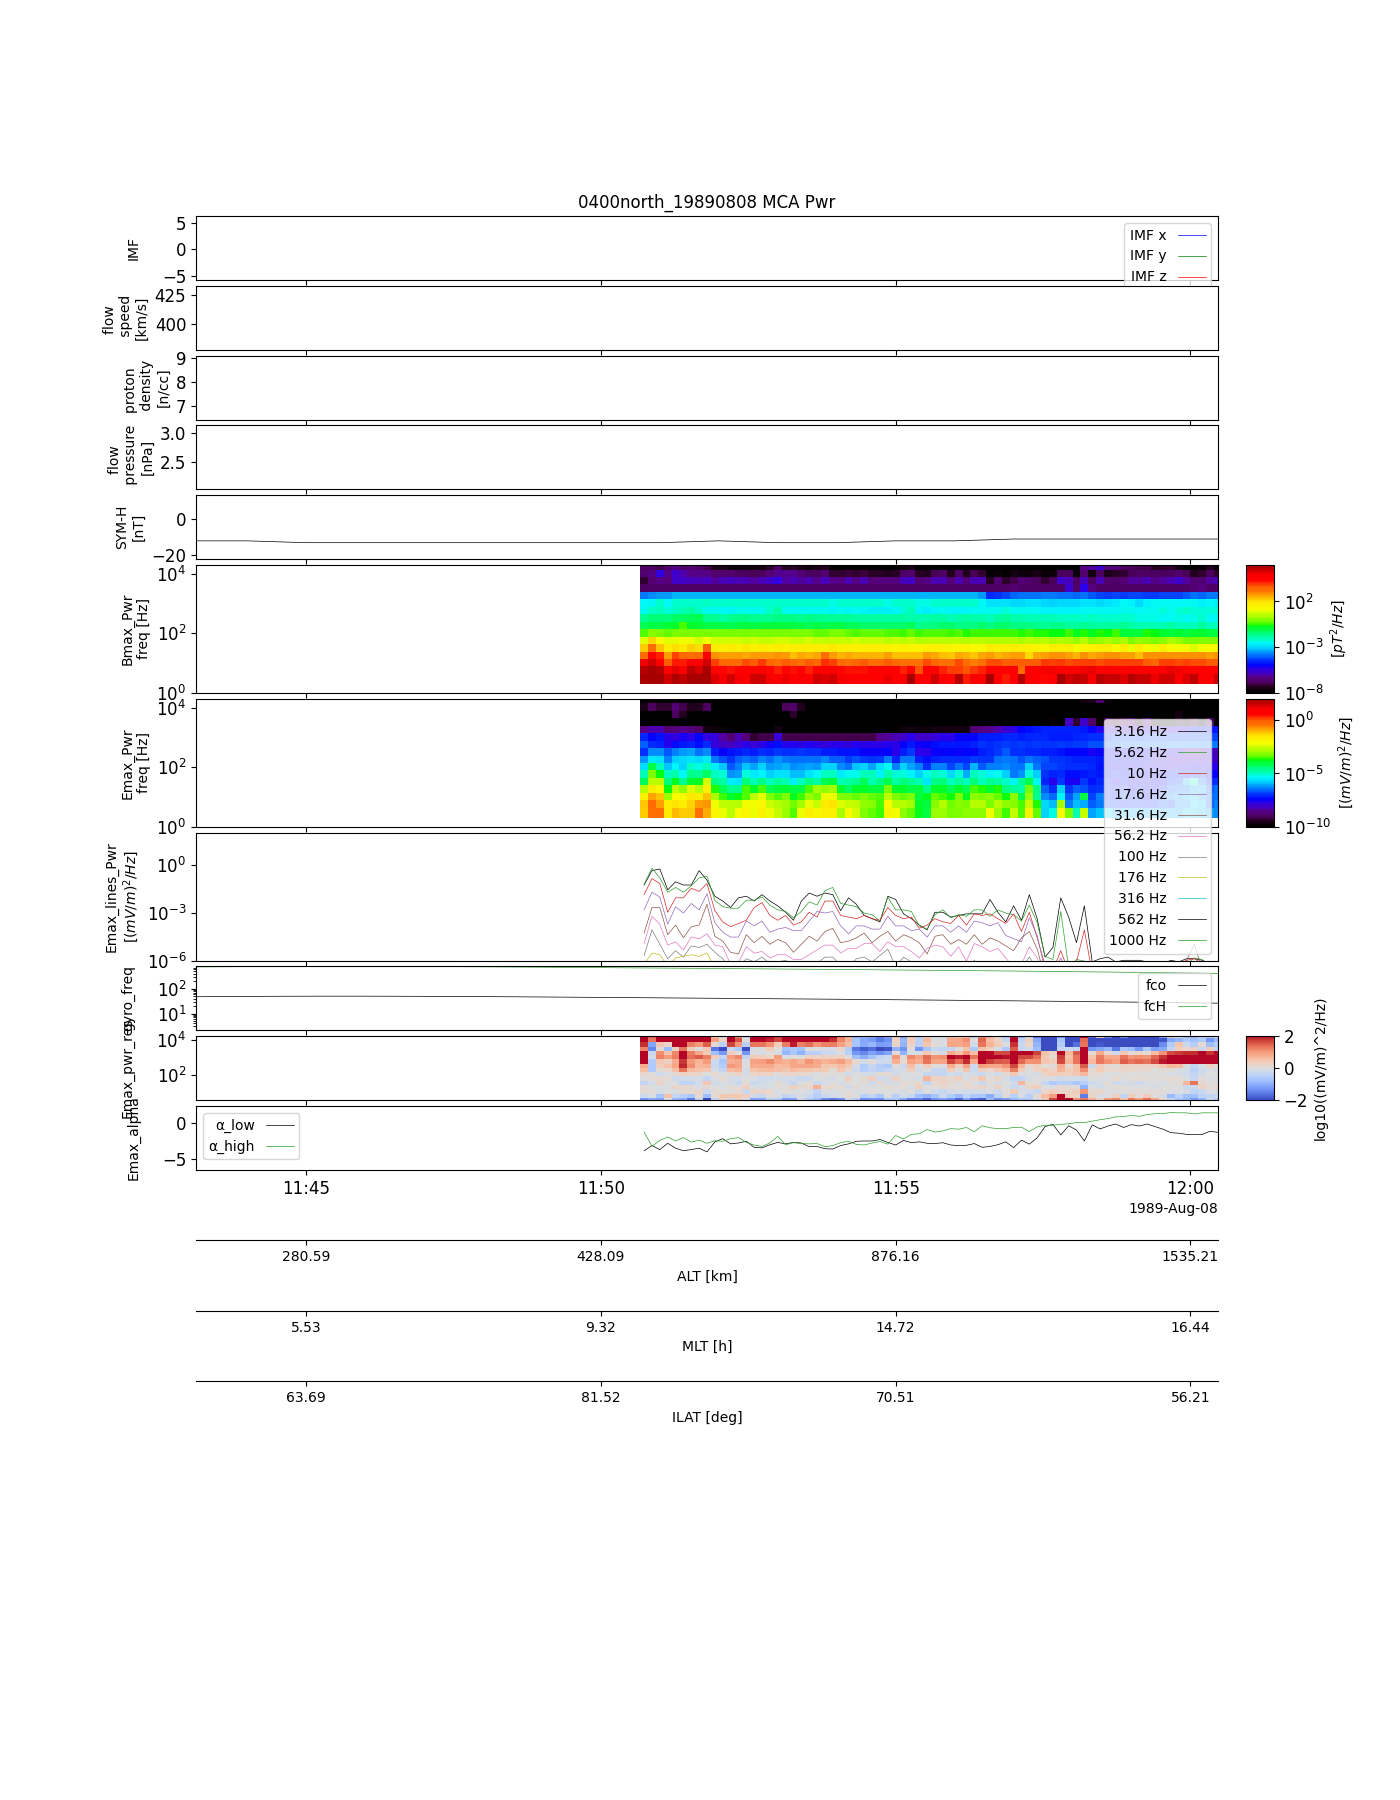 0400north_19890808 MCA Pwr
5
0
−5
IMF
IMF x
IMF y
IMF z
425
400
flow
speed
[km/s]
9
8
7
proton
density
[n/cc]
3.0
2.5
flow
pressure
[nPa]
0
−20
SYM-H
[nT]
10^4
10^2
10^0
Bmax_Pwr
freq [Hz]
10^2
10^−3
10^−8
[pT^2/Hz]
10^4
10^2
10^0
Emax_Pwr
freq [Hz]
10^0
10^−5
10^−10
[(mV/m)^2/Hz]
3.16 Hz
5.62 Hz
10 Hz
17.6 Hz
31.6 Hz
56.2 Hz
100 Hz
176 Hz
316 Hz
562 Hz
1000 Hz
10^0
10^−3
10^−6
Emax_lines_Pwr
[(mV/m)^2/Hz]
10^2
10^1
gyro_freq
fco
fcH
10^4
10^2
Emax_pwr_res
2
0
−2
log10((mV/m)^2/Hz)
0
−5
Emax_alpha
α_low
α_high
11:45 11:50 11:55 12:00
1989-Aug-08
280.59 428.09 876.16 1535.21
ALT [km]
5.53 9.32 14.72 16.44
MLT [h]
63.69 81.52 70.51 56.21
ILAT [deg]